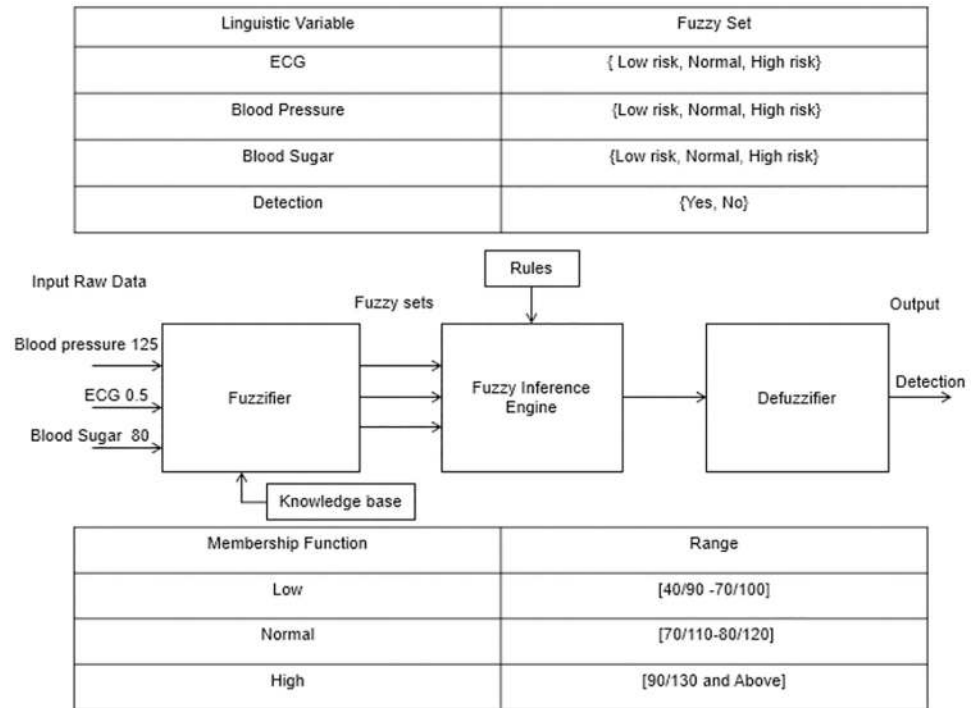 Linguistic Variable Fuzzy Set
ECG { Low risk, Normal, High risk}
Blood Pressure {Low risk, Normal, High risk}
Blood Sugar {Low risk, Normal, High risk}
Detection {Yes, No}
Rules
Input Raw Data
Fuzzy sets
Output
Blood pressure 125
ECG 0.5
Blood Sugar 80
Fuzzifier
Fuzzy Inference
Engine
Defuzzifier
Detection
Knowledge base
Membership Function Range
Low [40/90 -70/100]
Normal [70/110-80/120]
High [90/130 and Above]